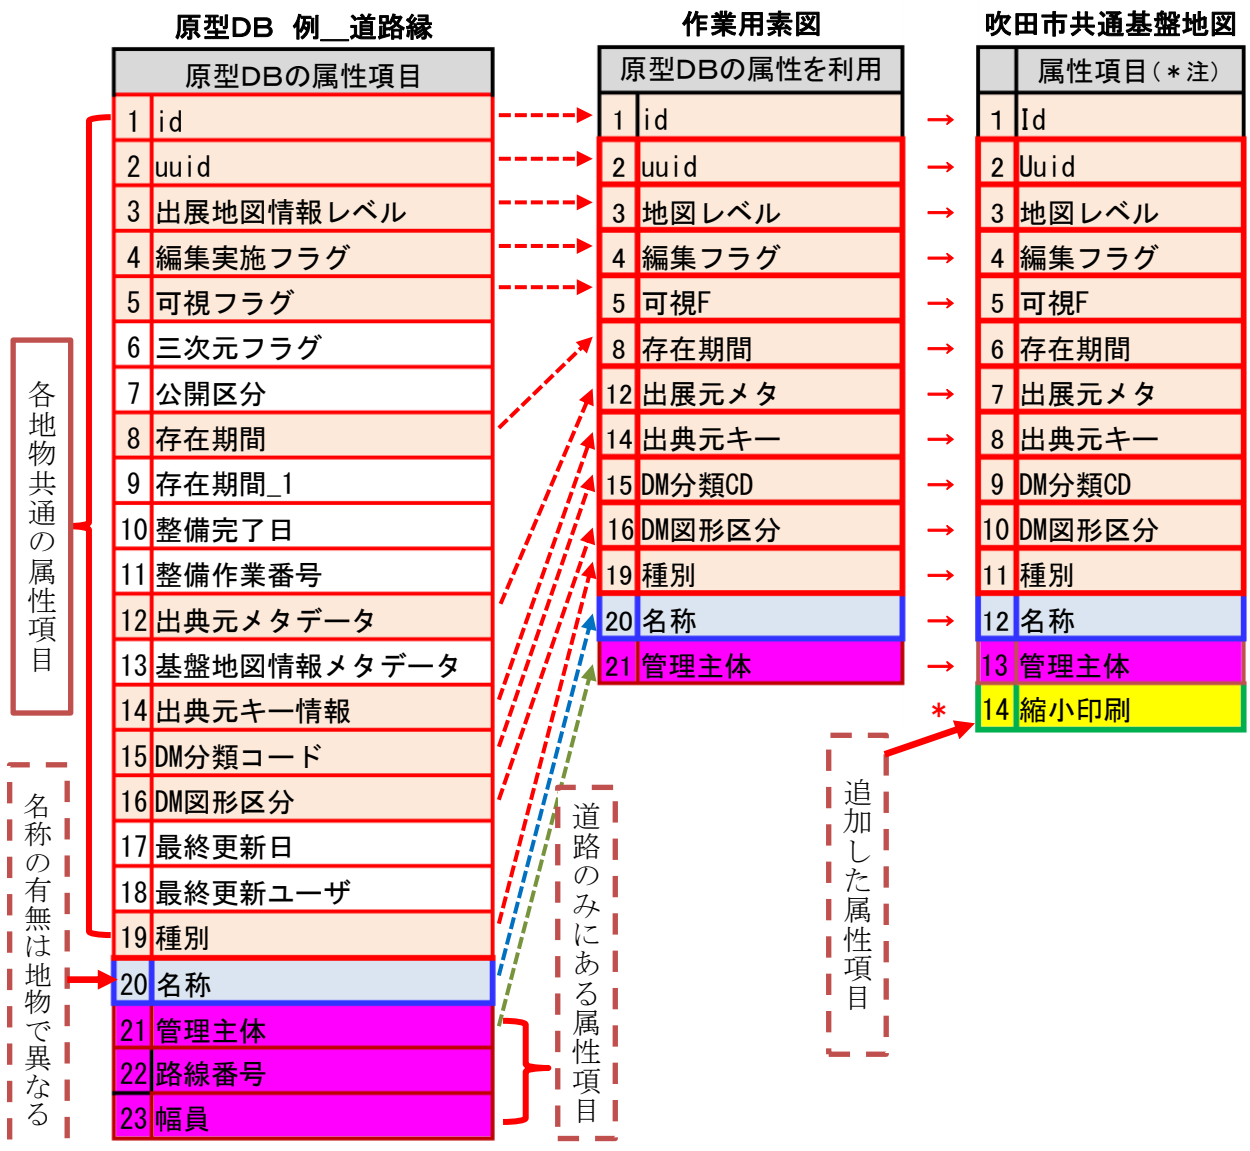 原型DB 例__道路縁
原型DBの属性項目
1 id
2 uuid
3 出展地図情報レベル
4 編集実施フラグ
5 可視フラグ
6 三次元フラグ
7 公開区分
8 存在期間
9 存在期間_1
10 整備完了日
11 整備作業番号
12 出典元メタデータ
13 基盤地図情報メタデータ
14 出典元キー情報
15 DM分類コード
16 DM図形区分
17 最終更新日
18 最終更新ユーザ
19 種別
20 名称
21 管理主体
22 路線番号
23 幅員
各地物共通の属性項目
名称の有無は地物で異なる
道路のみにある属性項目
作業用素図
原型DBの属性を利用
1 id
2 uuid
3 地図レベル
4 編集フラグ
5 可視F
8 存在期間
12 出展元メタ
14 出典元キー
15 DM分類CD
16 DM図形区分
19 種別
20 名称
21 管理主体
→
→
→
→
→
→
→
→
→
→
→
→
→
*
吹田市共通基盤地図
属性項目(*注)
1 Id
2 Uuid
3 地図レベル
4 編集フラグ
5 可視F
6 存在期間
7 出展元メタ
8 出典元キー
9 DM分類CD
10 DM図形区分
11 種別
12 名称
13 管理主体
14 縮小印刷
追加した属性項目